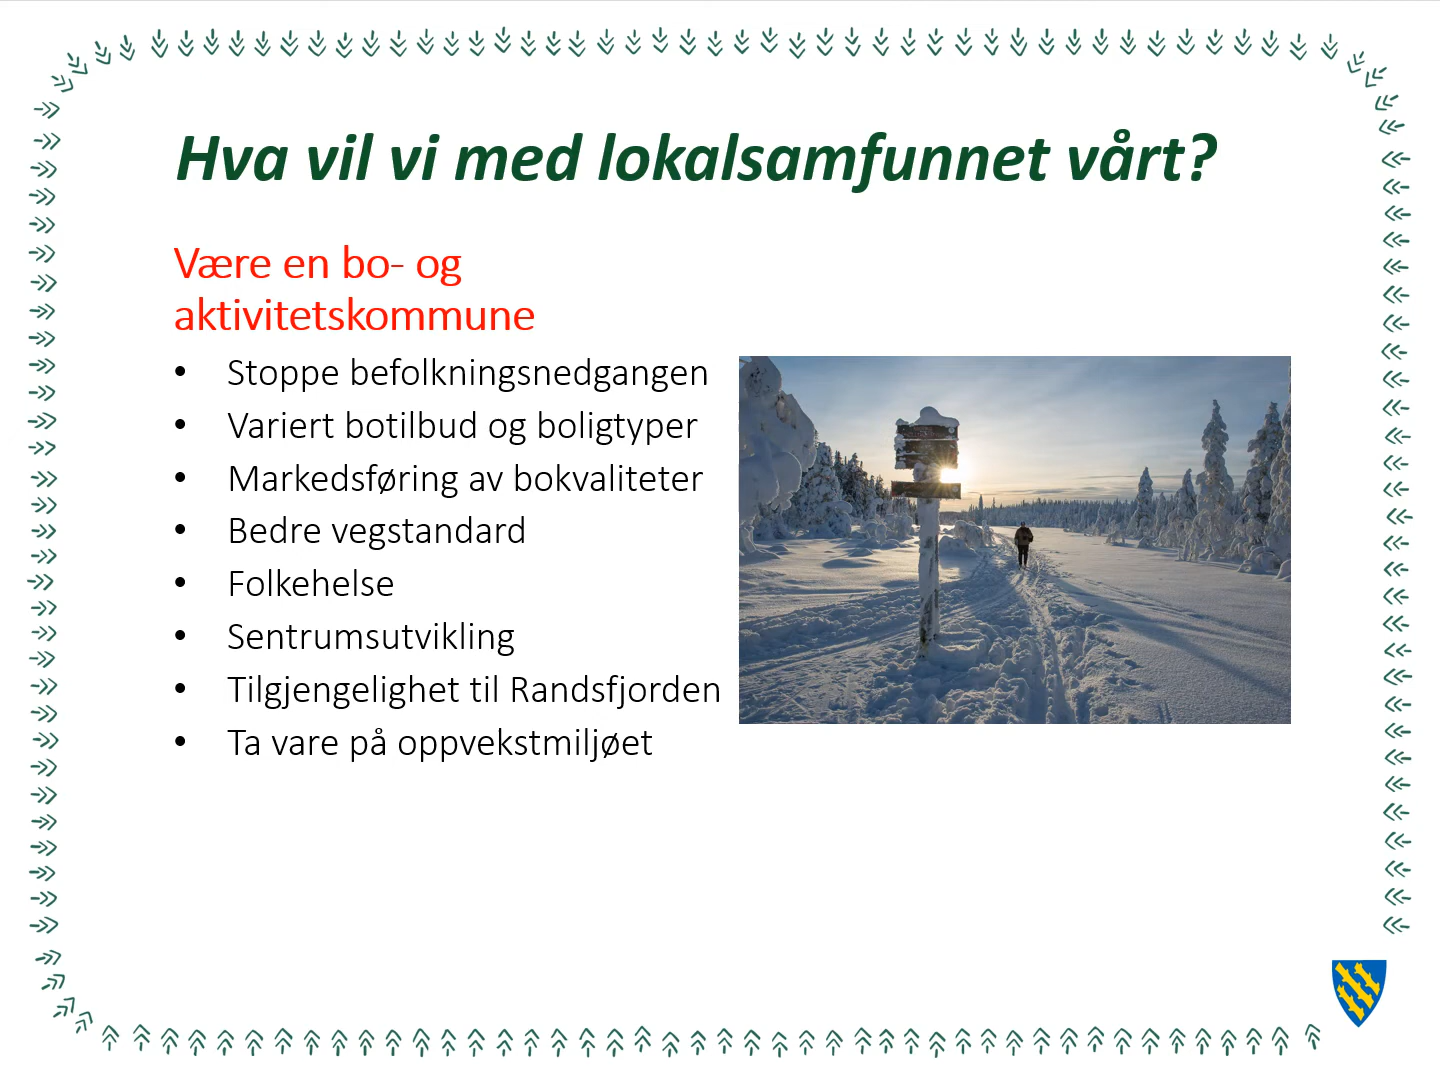 Hva vil vi med lokalsamfunnet vårt?
Være en bo- og
aktivitetskommune
• Stoppe befolkningsnedgangen
• Variert botilbud og boligtyper
• Markedsføring av bokvaliteter
• Bedre vegstandard
• Folkehelse
• Sentrumsutvikling
• Tilgjengelighet til Randsfjorden
• Ta vare på oppvekstmiljøet